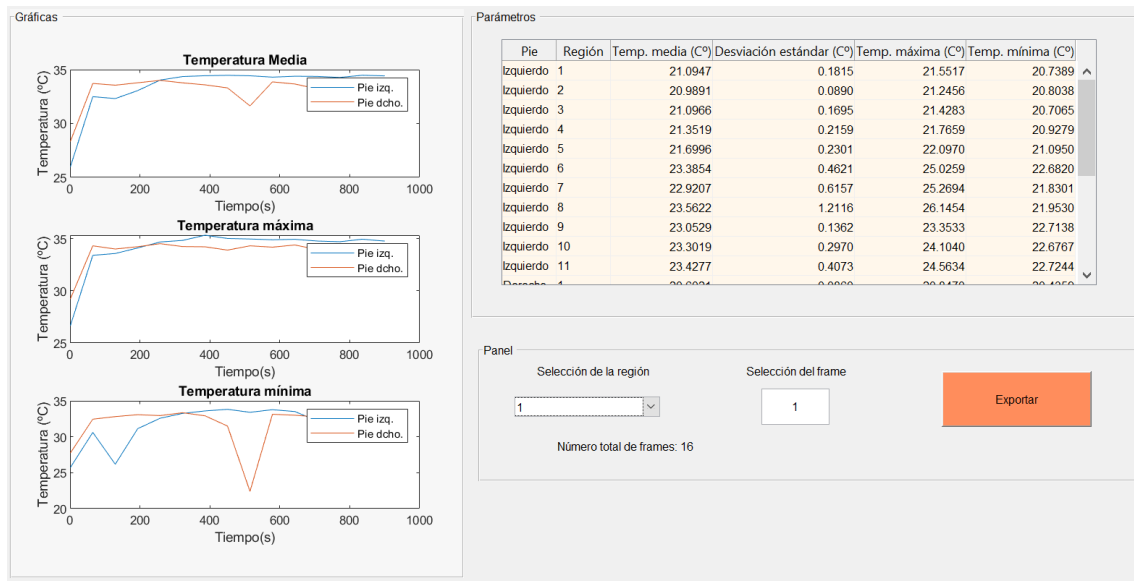 Gráficas
Temperatura Media
35
30
25
Temperatura (ºC)
0 200 400 600 800 1000
Tiempo(s)
Pie izq.
Pie dcho.
Temperatura máxima
35
30
25
Temperatura (ºC)
0 200 400 600 800 1000
Tiempo(s)
Pie izq.
Pie dcho.
Temperatura mínima
35
30
25
20
Temperatura (ºC)
0 200 400 600 800 1000
Tiempo(s)
Pie izq.
Pie dcho.
Parámetros
Pie Región Temp. media (Cº) Desviación estándar (Cº) Temp. máxima (Cº) Temp. mínima (Cº)
Izquierdo 1 21.0947 0.1815 21.5517 20.7389
Izquierdo 2 20.9891 0.0890 21.2456 20.8038
Izquierdo 3 21.0966 0.1695 21.4283 20.7065
Izquierdo 4 21.3519 0.2159 21.7659 20.9279
Izquierdo 5 21.6996 0.2301 22.0970 21.0950
Izquierdo 6 23.3854 0.4621 25.0259 22.6820
Izquierdo 7 22.9207 0.6157 25.2694 21.8301
Izquierdo 8 23.5622 1.2116 26.1454 21.9530
Izquierdo 9 23.0529 0.1362 23.3533 22.7138
Izquierdo 10 23.3019 0.2970 24.1040 22.6767
Izquierdo 11 23.4277 0.4073 24.5634 22.7244
Panel
Selección de la región
1
Selección del frame
1
Exportar
Número total de frames: 16